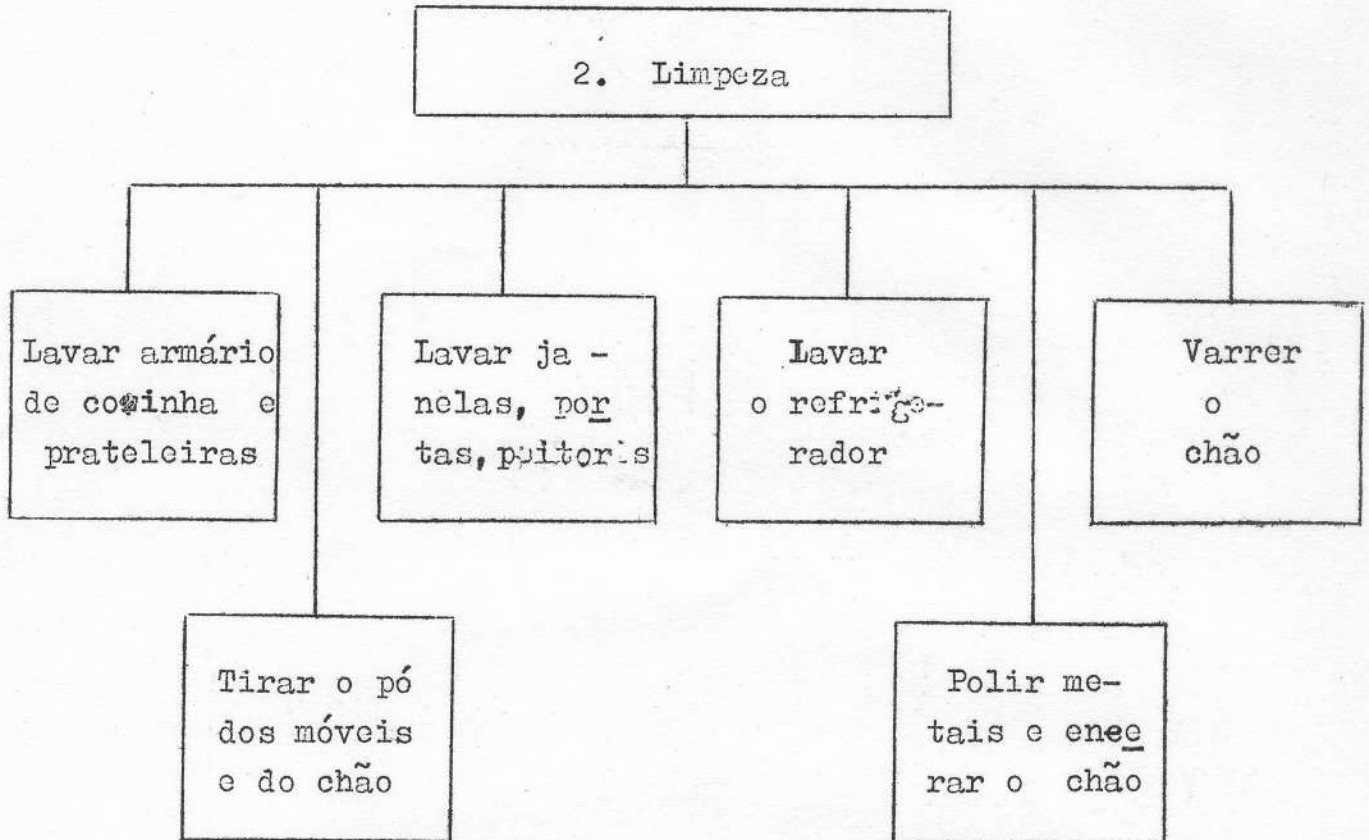 2. Limpeza
Lavar armário
de cozinha e
prateleiras
Lavar ja -
nelas, por
tas, peitoris
Lavar
o refrige-
rador
Varrer
o
chão
Tirar o pó
dos móveis
e do chão
Polir me-
tais e ence
rar o chão